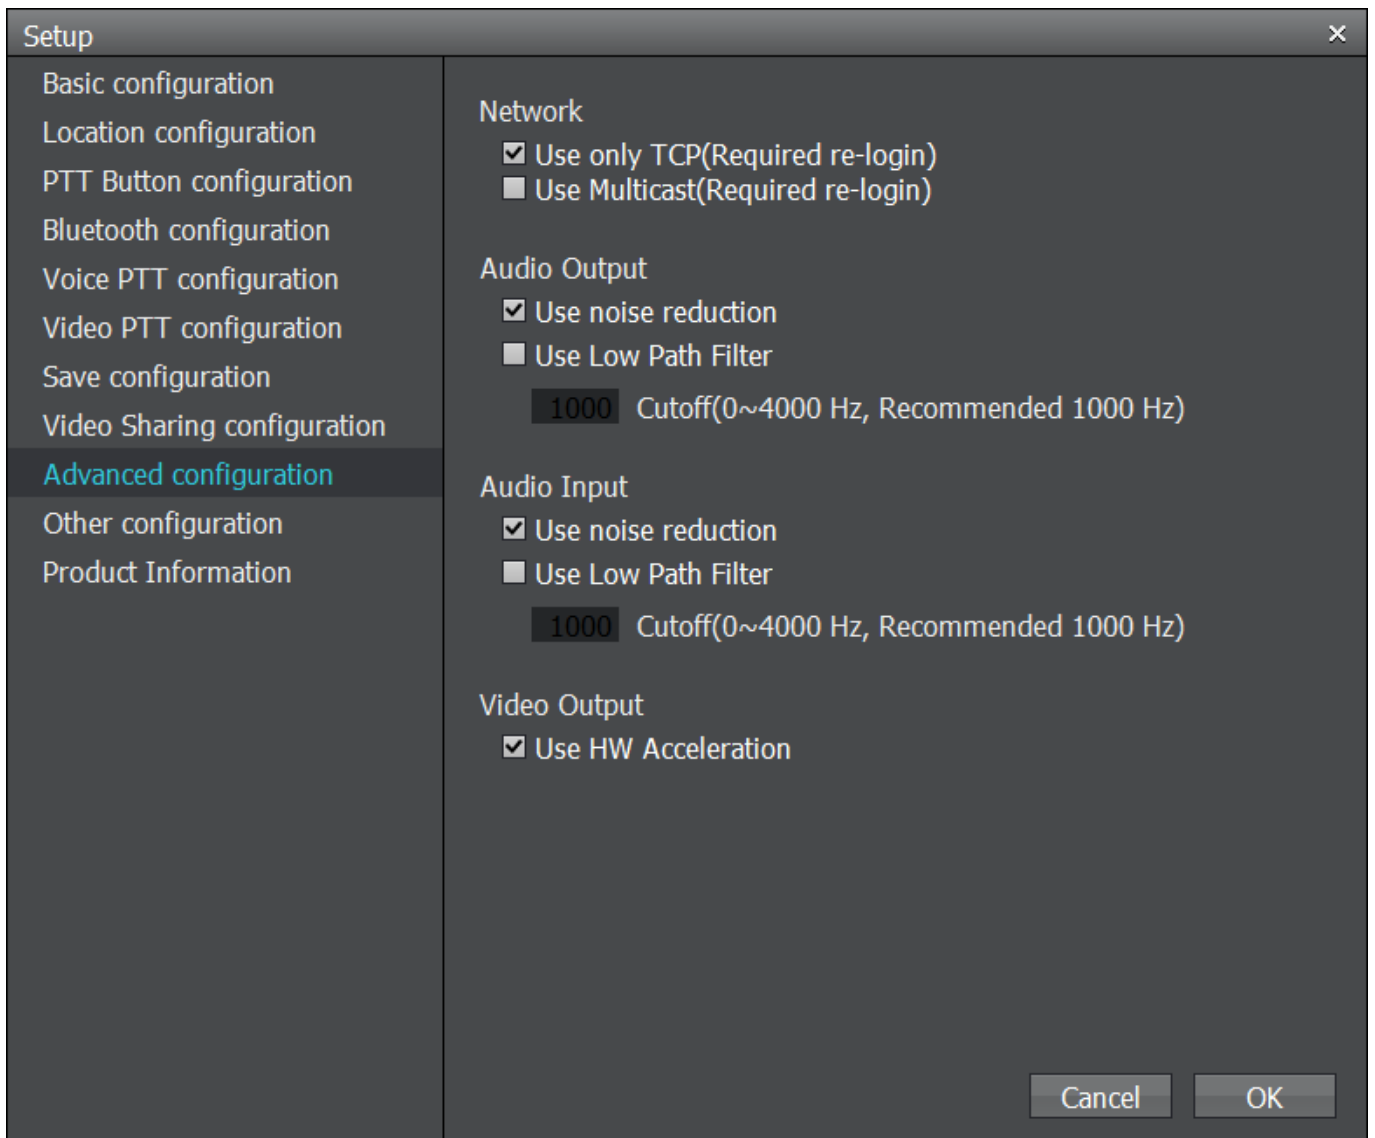 Setup
Basic configuration
Location configuration
PTT Button configuration
Bluetooth configuration
Voice PTT configuration
Video PTT configuration
Save configuration
Video Sharing configuration
Advanced configuration
Other configuration
Product Information
Network
Use only TCP(Required re-login)
Use Multicast(Required re-login)
Audio Output
Use noise reduction
Use Low Path Filter
1000 Cutoff(0~4000 Hz, Recommended 1000 Hz)
Audio Input
Use noise reduction
Use Low Path Filter
1000 Cutoff(0~4000 Hz, Recommended 1000 Hz)
Video Output
Use HW Acceleration
Cancel OK